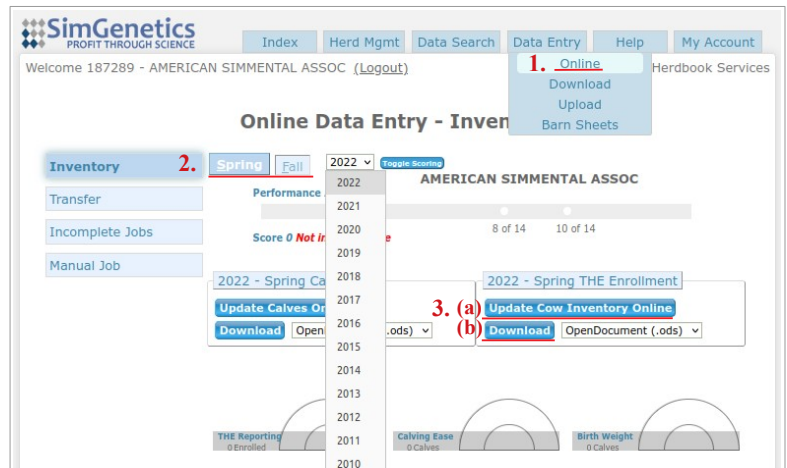 SimGenetics
PROFIT THROUGH SCIENCE
Index Herd Mgmt Data Search Data Entry Help My Account
Welcome 187289 - AMERICAN SIMMENTAL ASSOC (Logout)
1. Online
Herdbook Services
Download
Upload
Barn Sheets
Online Data Entry - Inven
Inventory
Transfer
Incomplete Jobs
Manual Job
2. Spring Fall 2022 Toggle Scoring
2022
2021
2020
2019
2018
2017
2016
2015
2014
2013
2012
2011
2010
AMERICAN SIMMENTAL ASSOC
Performance
8 of 14 10 of 14
Score 0 Not in e
2022 - Spring Ca
Update Calves On
Download Open .ods)
2022 - Spring THE Enrollment
3. (a) Update Cow Inventory Online
(b) Download OpenDocument (.ods)
THE Reporting
0 Enrolled
Calving Ease
0 Calves
Birth Weight
0 Calves